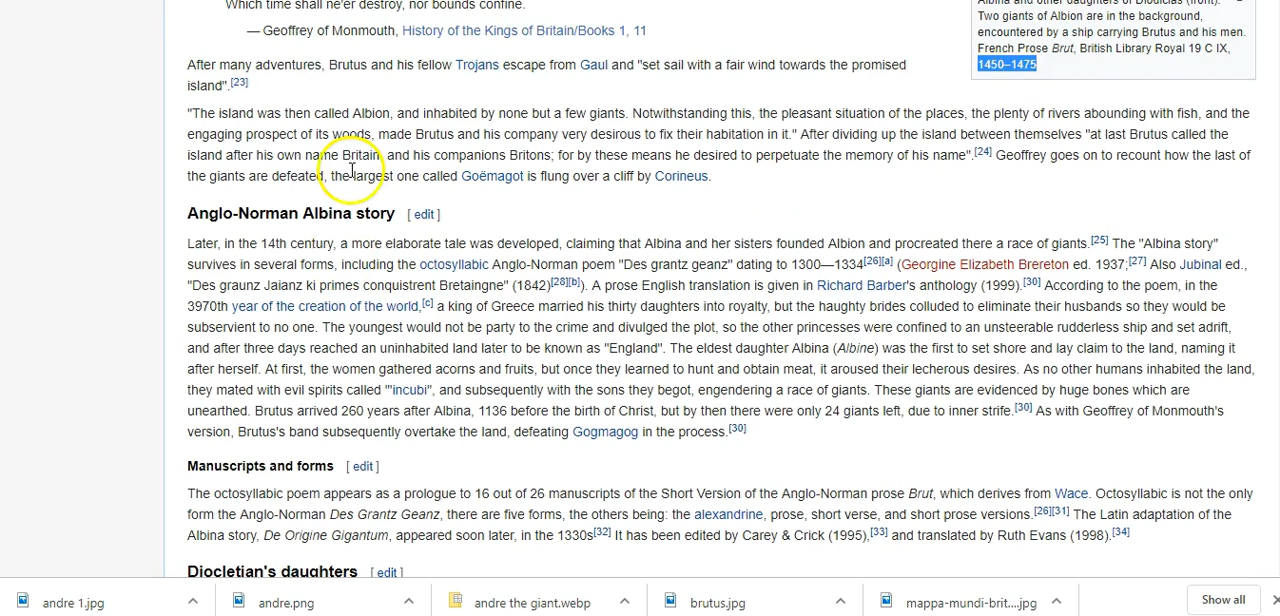 Which time shall ne'er destroy, nor bounds confine.
— Geoffrey of Monmouth, History of the Kings of Britain/Books 1, 11
Albina and other daughters of Diodicias (front).
Two giants of Albion are in the background,
encountered by a ship carrying Brutus and his men.
French Prose Brut, British Library Royal 19 C IX,
1450–1475
After many adventures, Brutus and his fellow Trojans escape from Gaul and "set sail with a fair wind towards the promised
island".[23]
"The island was then called Albion, and inhabited by none but a few giants. Notwithstanding this, the pleasant situation of the places, the plenty of rivers abounding with fish, and the
engaging prospect of its woods, made Brutus and his company very desirous to fix their habitation in it." After dividing up the island between themselves "at last Brutus called the
island after his own name Britain, and his companions Britons; for by these means he desired to perpetuate the memory of his name".[24] Geoffrey goes on to recount how the last of
the giants are defeated, the largest one called Goëmagot is flung over a cliff by Corineus.
Anglo-Norman Albina story [ edit ]
Later, in the 14th century, a more elaborate tale was developed, claiming that Albina and her sisters founded Albion and procreated there a race of giants.[25] The "Albina story"
survives in several forms, including the octosyllabic Anglo-Norman poem "Des grantz geanz" dating to 1300—1334[26][a] (Georgine Elizabeth Brereton ed. 1937;[27] Also Jubinal ed.,
"Des graunz Jaianz ki primes conquistrent Bretaingne" (1842)[28][b]). A prose English translation is given in Richard Barber's anthology (1999).[30] According to the poem, in the
3970th year of the creation of the world,[c] a king of Greece married his thirty daughters into royalty, but the haughty brides colluded to eliminate their husbands so they would be
subservient to no one. The youngest would not be party to the crime and divulged the plot, so the other princesses were confined to an unsteerable rudderless ship and set adrift,
and after three days reached an uninhabited land later to be known as "England". The eldest daughter Albina (Albine) was the first to set shore and lay claim to the land, naming it
after herself. At first, the women gathered acorns and fruits, but once they learned to hunt and obtain meat, it aroused their lecherous desires. As no other humans inhabited the land,
they mated with evil spirits called "'incubi", and subsequently with the sons they begot, engendering a race of giants. These giants are evidenced by huge bones which are
unearthed. Brutus arrived 260 years after Albina, 1136 before the birth of Christ, but by then there were only 24 giants left, due to inner strife.[30] As with Geoffrey of Monmouth's
version, Brutus's band subsequently overtake the land, defeating Gogmagog in the process.[30]
Manuscripts and forms [ edit ]
The octosyllabic poem appears as a prologue to 16 out of 26 manuscripts of the Short Version of the Anglo-Norman prose Brut, which derives from Wace. Octosyllabic is not the only
form the Anglo-Norman Des Grantz Geanz, there are five forms, the others being: the alexandrine, prose, short verse, and short prose versions.[26][31] The Latin adaptation of the
Albina story, De Origine Gigantum, appeared soon later, in the 1330s[32] It has been edited by Carey & Crick (1995),[33] and translated by Ruth Evans (1998).[34]
Diocletian's daughters [ edit ]
andre 1.jpg
andre.png
andre the giant.webp
brutus.jpg
mappa-mundi-brit....jpg
Show all